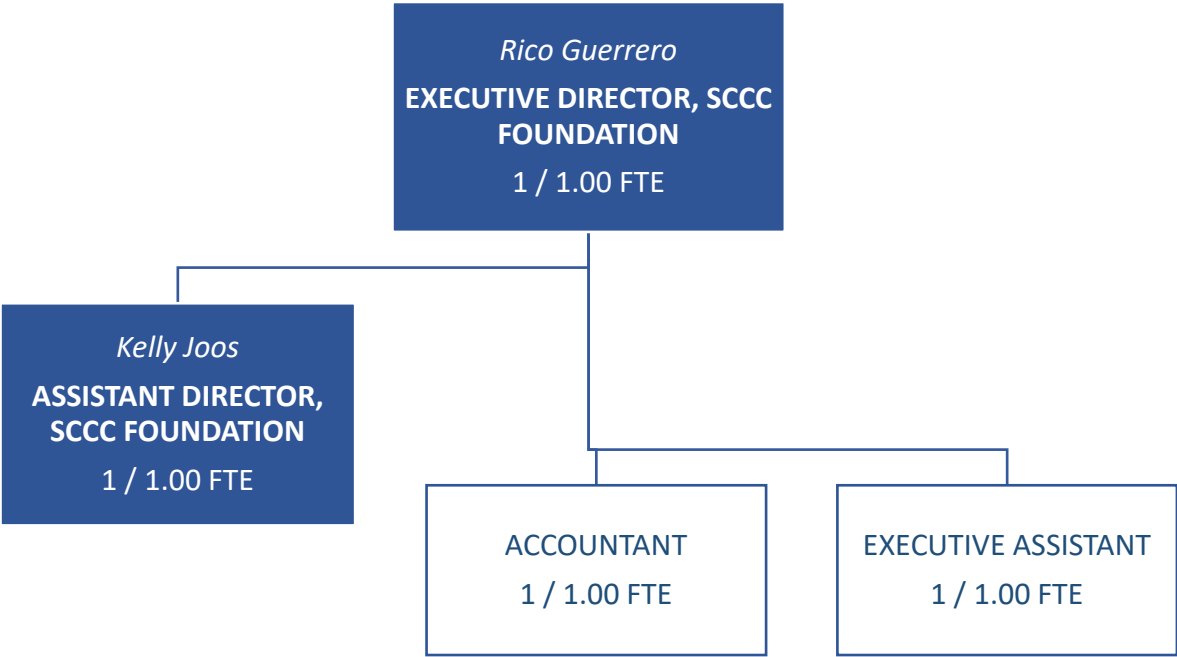 Rico Guerrero
EXECUTIVE DIRECTOR, SCCC
FOUNDATION
1 / 1.00 FTE
Kelly Joos
ASSISTANT DIRECTOR,
SCCC FOUNDATION
1 / 1.00 FTE
ACCOUNTANT
1 / 1.00 FTE
EXECUTIVE ASSISTANT
1 / 1.00 FTE